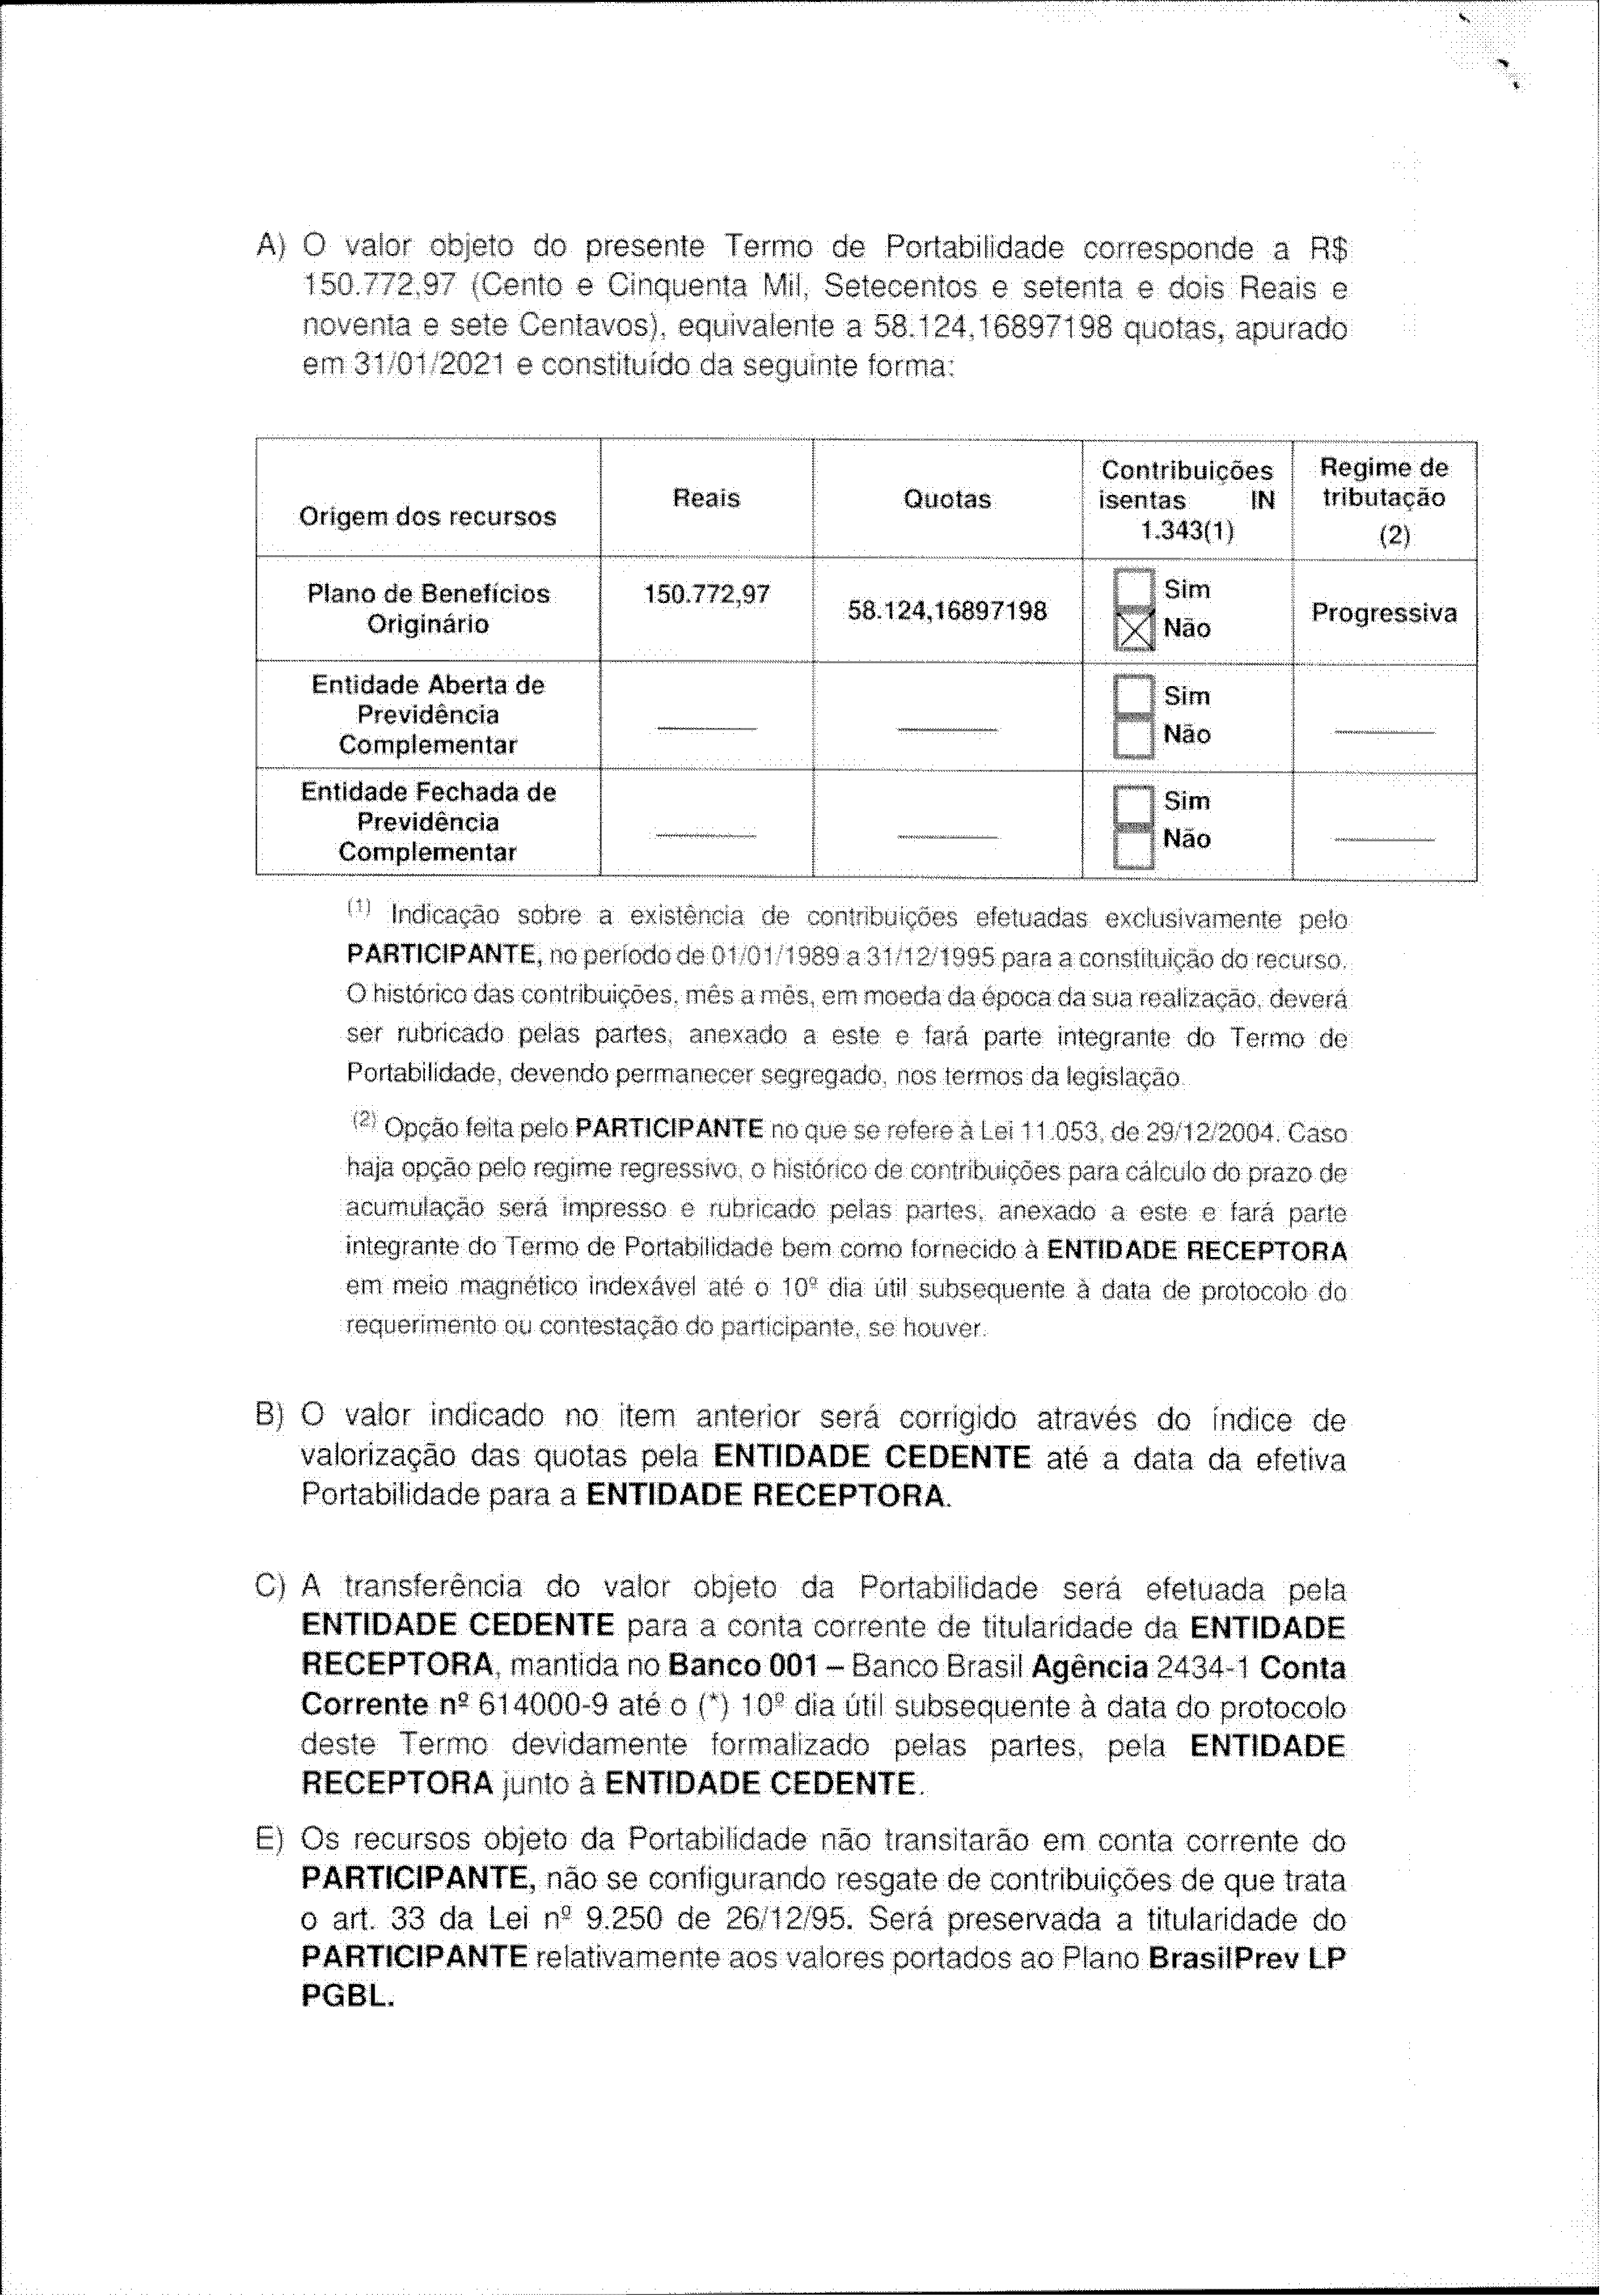 A) O valor objeto do presente Termo de Portabilidade corresponde a R$
150.772,97 (Cento e Cinquenta Mil, Setecentos e setenta e dois Reais e
noventa e sete Centavos), equivalente a 58.124,16897198 quotas, apurado
em 31/01/2021 e constituído da seguinte forma:
Origem dos recursos
Reais
Quotas
Contribuições
isentas IN
1.343(1)
Regime de
tributação
(2)
Plano de Benefícios
Originário
150.772,97
58.124,16897198
Sim
Não
Progressiva
Entidade Aberta de
Previdência
Complementar
Sim
Não
Entidade Fechada de
Previdência
Complementar
Sim
Não
(1) Indicação sobre a existência de contribuições efetuadas exclusivamente pelo
PARTICIPANTE, no período de 01/01/1989 a 31/12/1995 para a constituição do recurso.
O histórico das contribuições, mês a mês, em moeda da época da sua realização, deverá
ser rubricado pelas partes, anexado a este e fará parte integrante do Termo de
Portabilidade, devendo permanecer segregado, nos termos da legislação.
(2) Opção feita pelo PARTICIPANTE no que se refere à Lei 11.053, de 29/12/2004. Caso
haja opção pelo regime regressivo, o histórico de contribuições para cálculo do prazo de
acumulação será impresso e rubricado pelas partes, anexado a este e fará parte
integrante do Termo de Portabilidade bem como fornecido à ENTIDADE RECEPTORA
em meio magnético indexável até o 10º dia útil subsequente à data de protocolo do
requerimento ou contestação do participante, se houver.
B) O valor indicado no item anterior será corrigido através do índice de
valorização das quotas pela ENTIDADE CEDENTE até a data da efetiva
Portabilidade para a ENTIDADE RECEPTORA.
C) A transferência do valor objeto da Portabilidade será efetuada pela
ENTIDADE CEDENTE para a conta corrente de titularidade da ENTIDADE
RECEPTORA, mantida no Banco 001 – Banco Brasil Agência 2434-1 Conta
Corrente nº 614000-9 até o (*) 10º dia útil subsequente à data do protocolo
deste Termo devidamente formalizado pelas partes, pela ENTIDADE
RECEPTORA junto à ENTIDADE CEDENTE.
E) Os recursos objeto da Portabilidade não transitarão em conta corrente do
PARTICIPANTE, não se configurando resgate de contribuições de que trata
o art. 33 da Lei nº 9.250 de 26/12/95. Será preservada a titularidade do
PARTICIPANTE relativamente aos valores portados ao Plano BrasilPrev LP
PGBL.